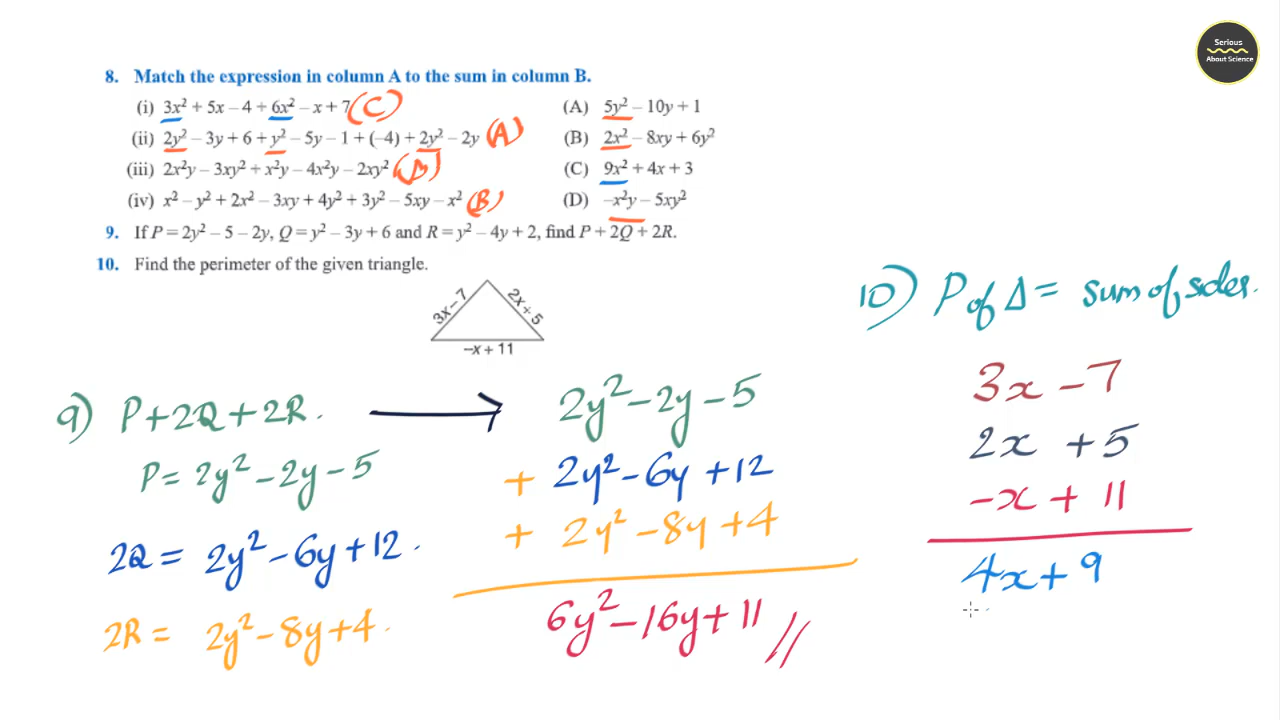 Serious
About Science
8. Match the expression in column A to the sum in column B.
(i) 3x² + 5x – 4 + 6x² – x + 7 (C) (A) 5y² – 10y + 1
(ii) 2y² – 3y + 6 + y² – 5y – 1 + (–4) + 2y² – 2y (A) (B) 2x² – 8xy + 6y²
(iii) 2x²y – 3xy² + x²y – 4x²y – 2xy² (D) (C) 9x² + 4x + 3
(iv) x² – y² + 2x² – 3xy + 4y² + 3y² – 5xy – x² (B) (D) –x²y – 5xy²
9. If P = 2y² – 5 – 2y, Q = y² – 3y + 6 and R = y² – 4y + 2, find P + 2Q + 2R.
10. Find the perimeter of the given triangle.
3x – 7
2x + 5
–x + 11
9) P+2Q+2R.
P= 2y² – 2y – 5
2Q = 2y² – 6y + 12.
2R = 2y² – 8y + 4.
2y² – 2y – 5
+ 2y² – 6y + 12
+ 2y² – 8y + 4
6y² – 16y + 11 //
10) P of Δ = sum of sides.
3x – 7
2x + 5
–x + 11
4x + 9